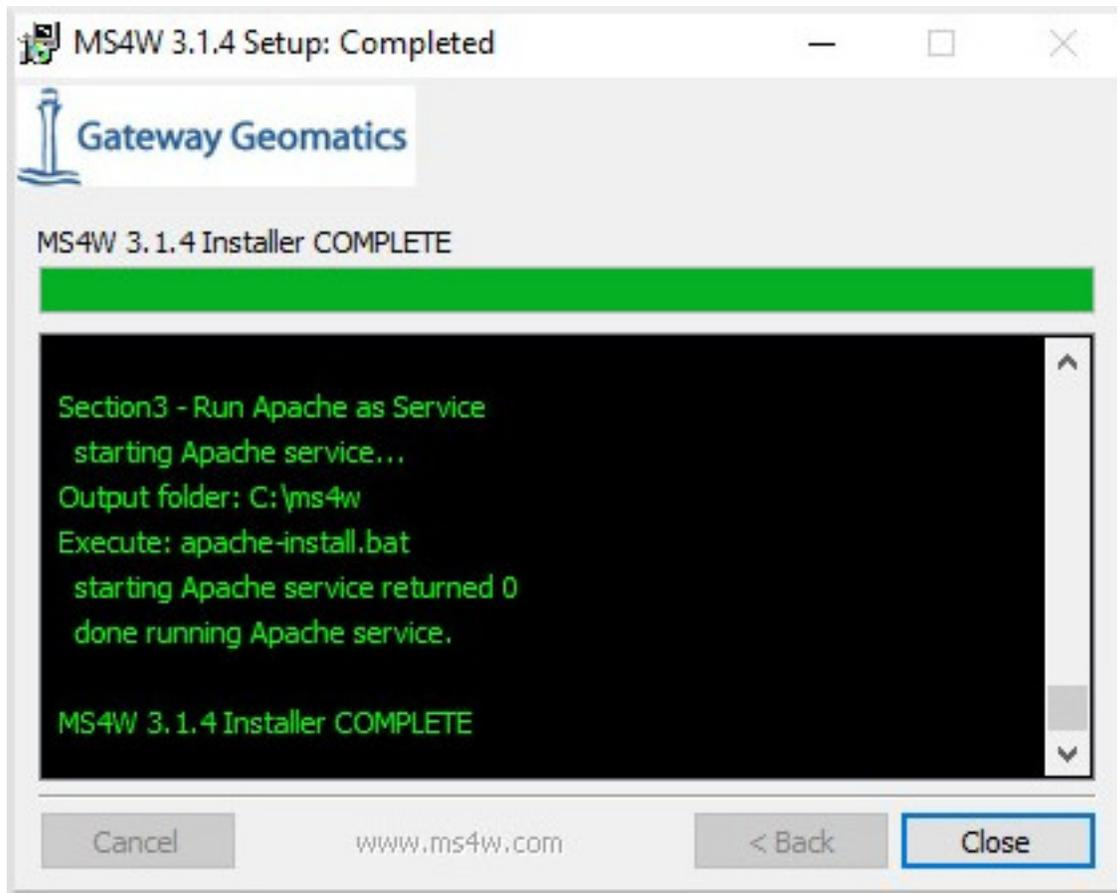 MS4W 3.1.4 Setup: Completed
Gateway Geomatics
MS4W 3.1.4 Installer COMPLETE
Section3 - Run Apache as Service
starting Apache service...
Output folder: C:\ms4w
Execute: apache-install.bat
starting Apache service returned 0
done running Apache service.
MS4W 3.1.4 Installer COMPLETE
Cancel
www.ms4w.com
< Back
Close